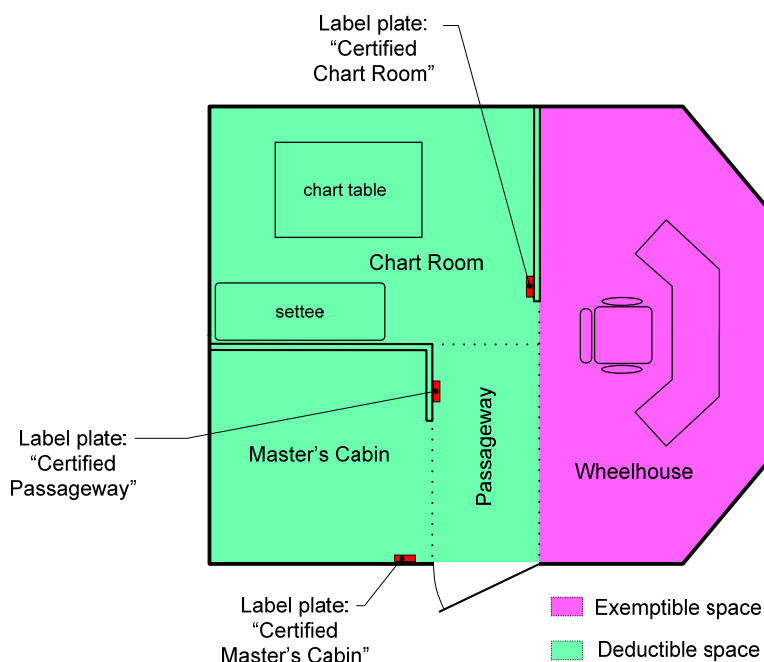 Label plate:
“Certified
Chart Room”
chart table
Chart Room
settee
Label plate:
“Certified
Passageway”
Master’s Cabin
Passageway
Wheelhouse
Label plate:
“Certified
Master’s Cabin”
Exemptible space
Deductible space